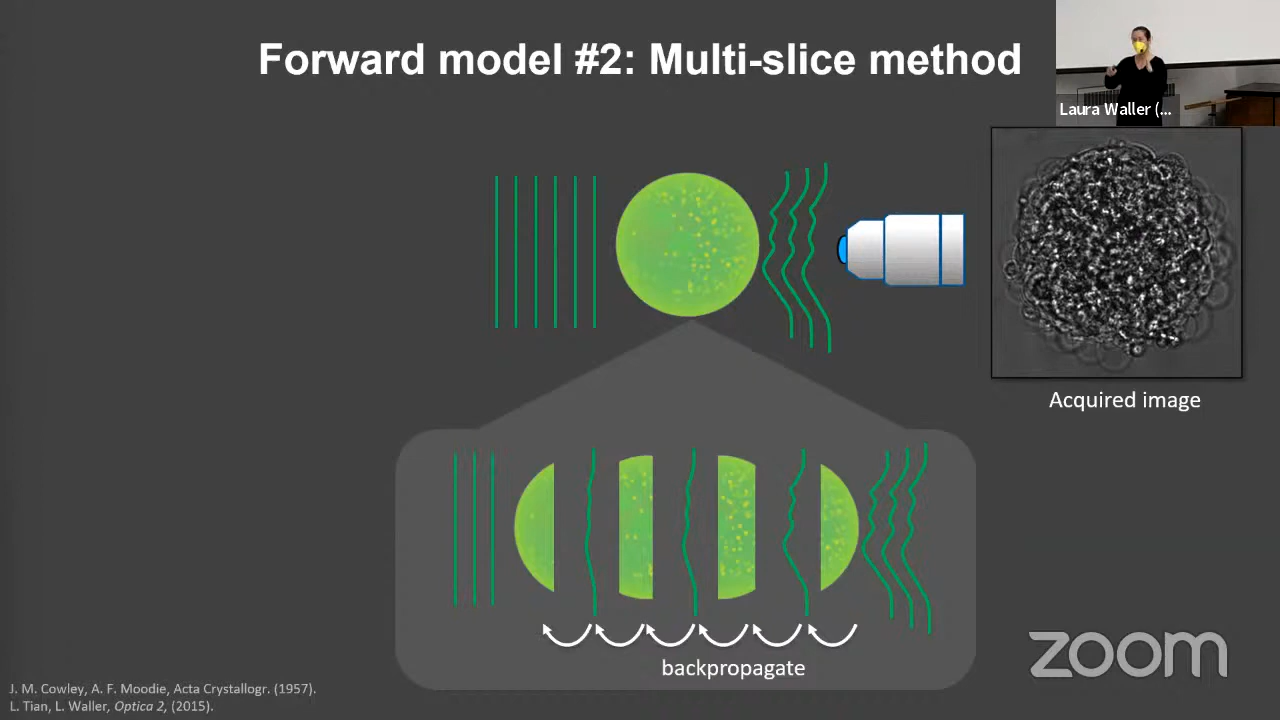 Forward model #2: Multi-slice method
Laura Waller (...
Acquired image
backpropagate
zoom
J. M. Cowley, A. F. Moodie, Acta Crystallogr. (1957).
L. Tian, L. Waller, Optica 2, (2015).